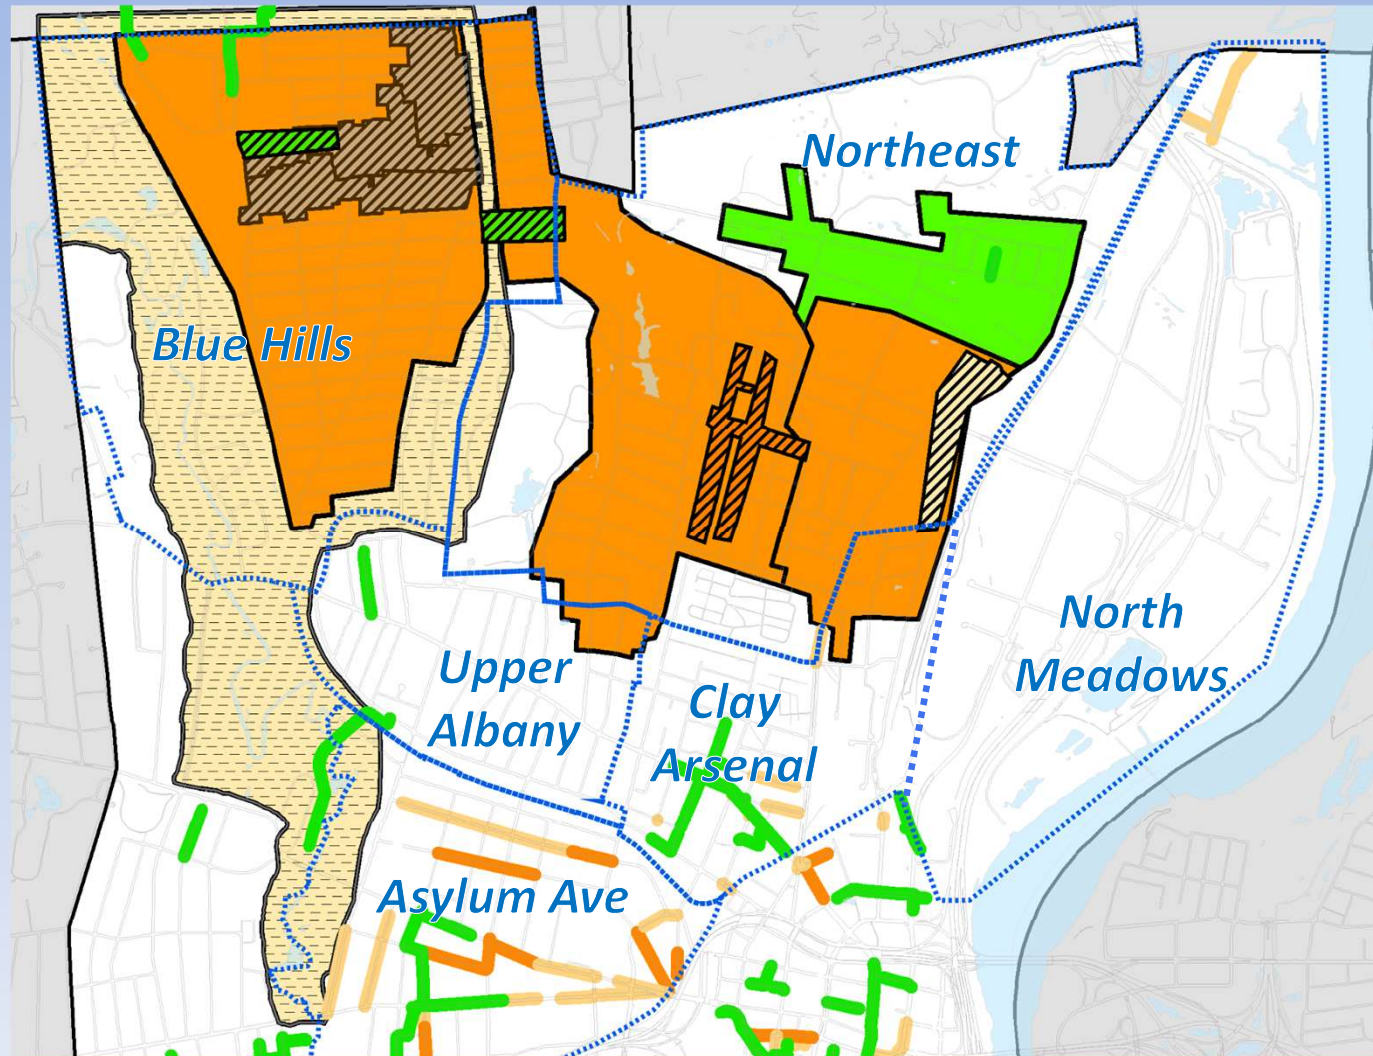 Northeast
Blue Hills
North
Meadows
Upper
Albany
Clay
Arsenal
Asylum Ave